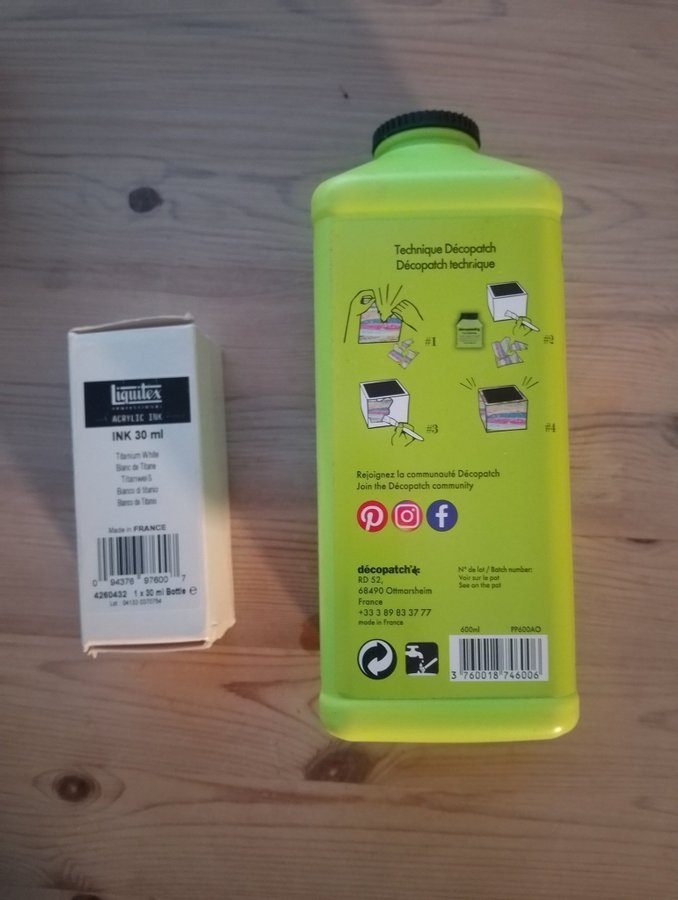 Liquitex
PROFESSIONAL
ACRYLIC INK
INK 30 ml
Titanium White
Blanc de Titane
Titanweiß
Bianco di titanio
Blanco de Titanio
Made in FRANCE
0 94376 97600 7
4260432 1 x 30 ml Bottle e
Technique Décopatch
Décopatch technique
#1
#2
#3
#4
Rejoignez la communauté Décopatch
Join the Décopatch community
décopatch
RD 52,
68490 Ottmarsheim
France
+33 3 89 83 37 77
made in France
N° de lot / Batch number:
Voir sur le pot
See on the pot
600ml PP600AO
3 760018 746006